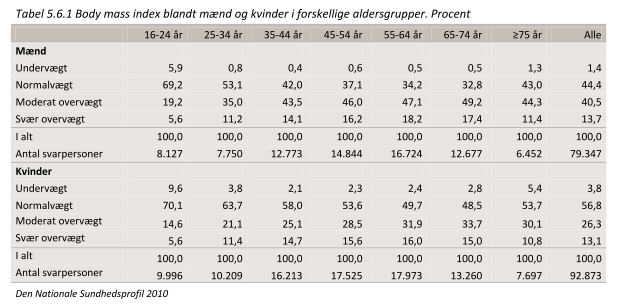 Tabel 5.6.1 Body mass index blandt mænd og kvinder i forskellige aldersgrupper. Procent
16-24 år 25-34 år 35-44 år 45-54 år 55-64 år 65-74 år ≥75 år Alle
Mænd
Undervægt 5,9 0,8 0,4 0,6 0,5 0,5 1,3 1,4
Normalvægt 69,2 53,1 42,0 37,1 34,2 32,8 43,0 44,4
Moderat overvægt 19,2 35,0 43,5 46,0 47,1 49,2 44,3 40,5
Svær overvægt 5,6 11,2 14,1 16,2 18,2 17,4 11,4 13,7
I alt 100,0 100,0 100,0 100,0 100,0 100,0 100,0 100,0
Antal svarpersoner 8.127 7.750 12.773 14.844 16.724 12.677 6.452 79.347
Kvinder
Undervægt 9,6 3,8 2,1 2,3 2,4 2,8 5,4 3,8
Normalvægt 70,1 63,7 58,0 53,6 49,7 48,5 53,7 56,8
Moderat overvægt 14,6 21,1 25,1 28,5 31,9 33,7 30,1 26,3
Svær overvægt 5,6 11,4 14,7 15,6 16,0 15,0 10,8 13,1
I alt 100,0 100,0 100,0 100,0 100,0 100,0 100,0 100,0
Antal svarpersoner 9.996 10.209 16.213 17.525 17.973 13.260 7.697 92.873
Den Nationale Sundhedsprofil 2010